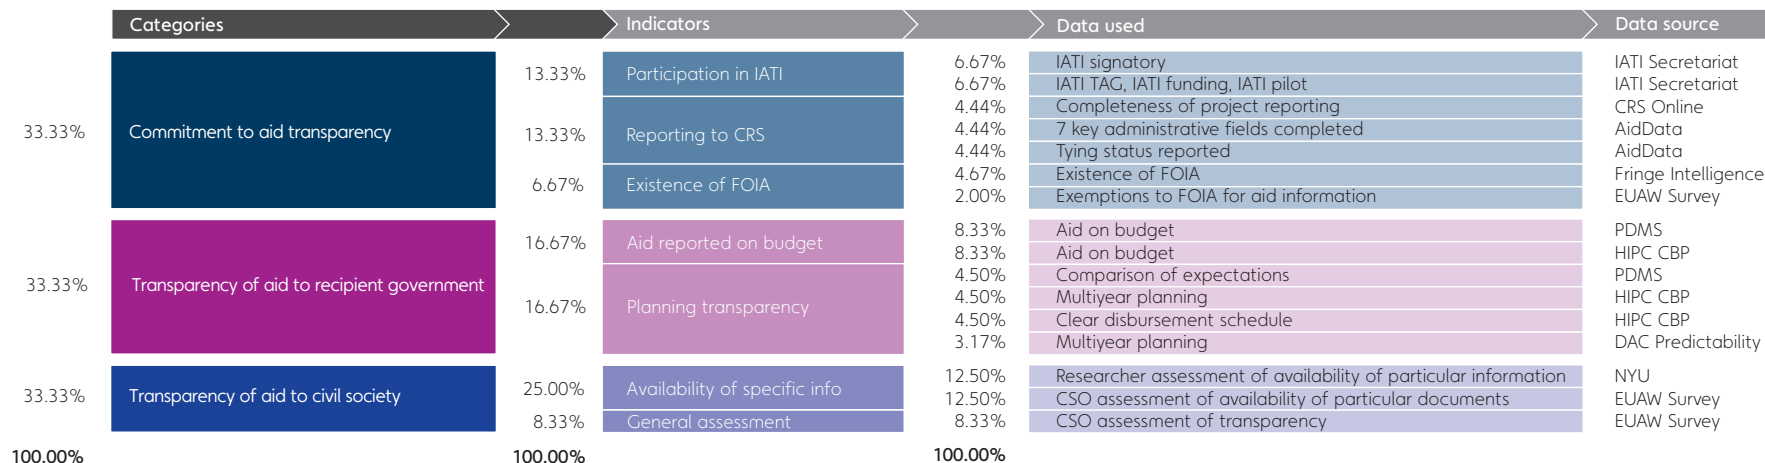 Categories Indicators Data used Data source
6.67% IATI signatory IATI Secretariat
13.33% Participation in IATI
6.67% IATI TAG, IATI funding, IATI pilot IATI Secretariat
4.44% Completeness of project reporting CRS Online
33.33% Commitment to aid transparency 13.33% Reporting to CRS 4.44% 7 key administrative fields completed AidData
4.44% Tying status reported AidData
4.67% Existence of FOIA Fringe Intelligence
6.67% Existence of FOIA
2.00% Exemptions to FOIA for aid information EUAW Survey
8.33% Aid on budget PDMS
16.67% Aid reported on budget
8.33% Aid on budget HIPC CBP
4.50% Comparison of expectations PDMS
33.33% Transparency of aid to recipient government
4.50% Multiyear planning HIPC CBP
16.67% Planning transparency
4.50% Clear disbursement schedule HIPC CBP
3.17% Multiyear planning DAC Predictability
12.50% Researcher assessment of availability of particular information NYU
25.00% Availability of specific info
33.33% Transparency of aid to civil society
12.50% CSO assessment of availability of particular documents EUAW Survey
8.33% General assessment 8.33% CSO assessment of transparency EUAW Survey
100.00% 100.00% 100.00%